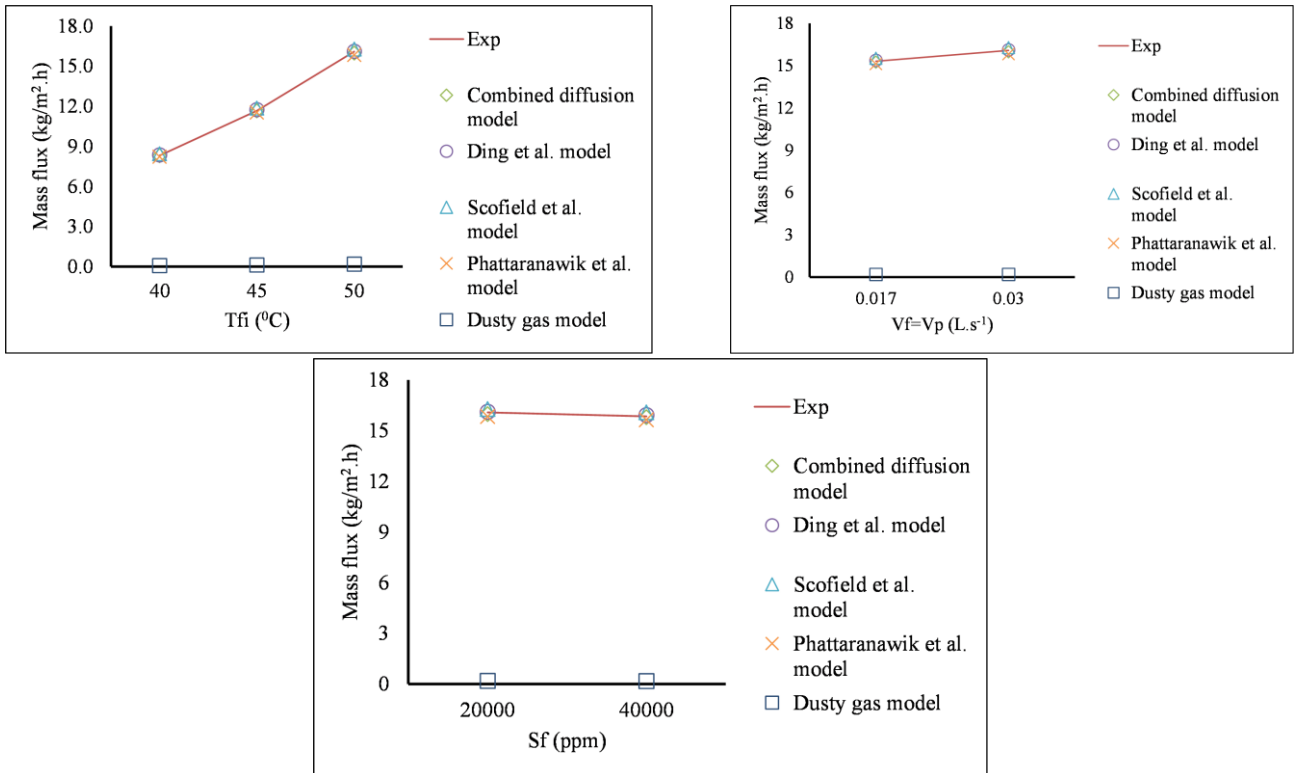 18.0
15.0
12.0
9.0
6.0
3.0
0.0
Mass flux (kg/m².h)
40 45 50
Tfi (⁰C)
Exp
Combined diffusion
model
Ding et al. model
Scofield et al.
model
Phattaranawik et al.
model
Dusty gas model
18
15
12
9
6
3
0
Mass flux (kg/m².h)
0.017 0.03
Vf=Vp (L.s⁻¹)
Exp
Combined diffusion
model
Ding et al. model
Scofield et al.
model
Phattaranawik et al.
model
Dusty gas model
18
15
12
9
6
3
0
Mass flux (kg/m².h)
20000 40000
Sf (ppm)
Exp
Combined diffusion
model
Ding et al. model
Scofield et al.
model
Phattaranawik et al.
model
Dusty gas model